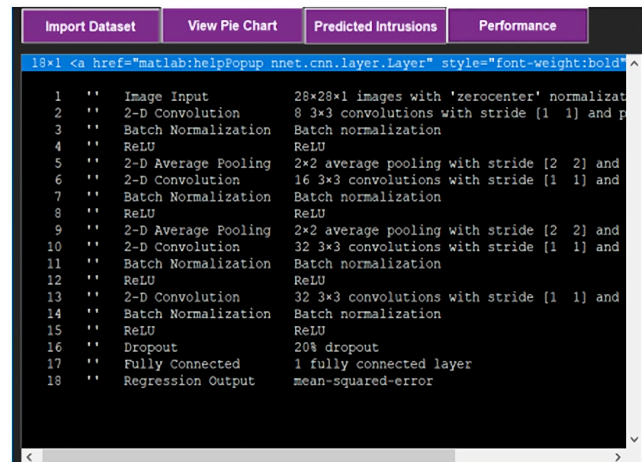 Import Dataset View Pie Chart Predicted Intrusions Performance
18×1 <a href="matlab:helpPopup nnet.cnn.layer.Layer" style="font-weight:bold"
1 '' Image Input 28×28×1 images with 'zerocenter' normalizat
2 '' 2-D Convolution 8 3×3 convolutions with stride [1 1] and p
3 '' Batch Normalization Batch normalization
4 '' ReLU ReLU
5 '' 2-D Average Pooling 2×2 average pooling with stride [2 2] and
6 '' 2-D Convolution 16 3×3 convolutions with stride [1 1] and
7 '' Batch Normalization Batch normalization
8 '' ReLU ReLU
9 '' 2-D Average Pooling 2×2 average pooling with stride [2 2] and
10 '' 2-D Convolution 32 3×3 convolutions with stride [1 1] and
11 '' Batch Normalization Batch normalization
12 '' ReLU ReLU
13 '' 2-D Convolution 32 3×3 convolutions with stride [1 1] and
14 '' Batch Normalization Batch normalization
15 '' ReLU ReLU
16 '' Dropout 20% dropout
17 '' Fully Connected 1 fully connected layer
18 '' Regression Output mean-squared-error